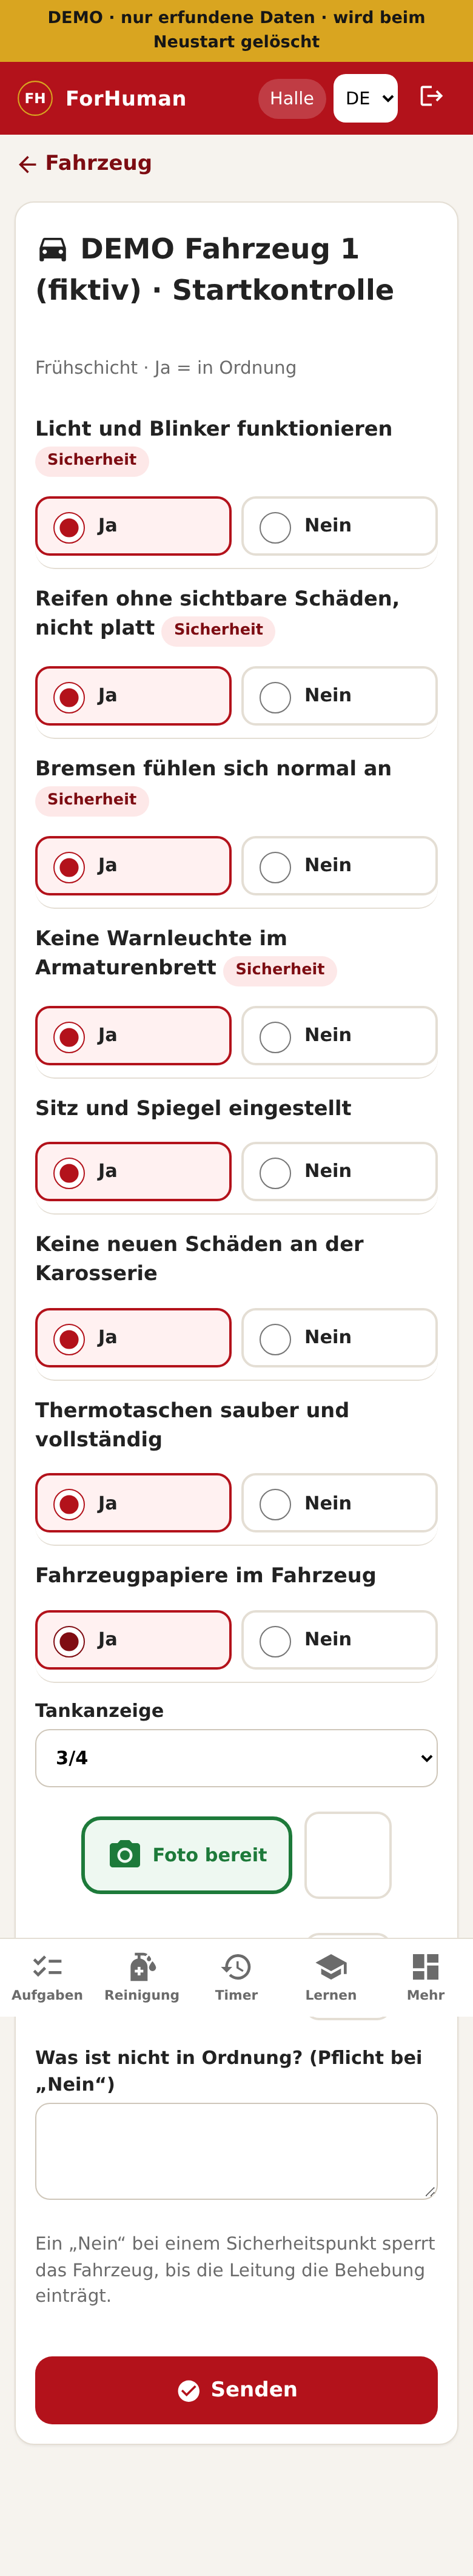 DEMO · nur erfundene Daten · wird beim
Neustart gelöscht
FH ForHuman Halle DE
← Fahrzeug
DEMO Fahrzeug 1
(fiktiv) · Startkontrolle
Frühschicht · Ja = in Ordnung
Licht und Blinker funktionieren
Sicherheit
Ja Nein
Reifen ohne sichtbare Schäden,
nicht platt Sicherheit
Ja Nein
Bremsen fühlen sich normal an
Sicherheit
Ja Nein
Keine Warnleuchte im
Armaturenbrett Sicherheit
Ja Nein
Sitz und Spiegel eingestellt
Ja Nein
Keine neuen Schäden an der
Karosserie
Ja Nein
Thermotaschen sauber und
vollständig
Ja Nein
Fahrzeugpapiere im Fahrzeug
Ja Nein
Tankanzeige
3/4
Foto bereit
Aufgaben Reinigung Timer Lernen Mehr
Was ist nicht in Ordnung? (Pflicht bei
„Nein“)
Ein „Nein“ bei einem Sicherheitspunkt sperrt
das Fahrzeug, bis die Leitung die Behebung
einträgt.
Senden